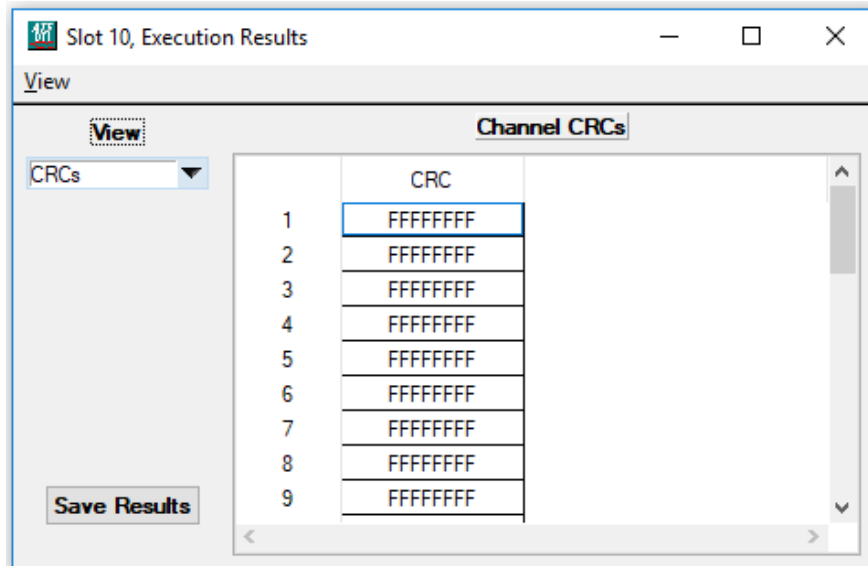 Slot 10, Execution Results
View
View
Channel CRCs
CRCs
CRC
1 FFFFFFFF
2 FFFFFFFF
3 FFFFFFFF
4 FFFFFFFF
5 FFFFFFFF
6 FFFFFFFF
7 FFFFFFFF
8 FFFFFFFF
9 FFFFFFFF
Save Results